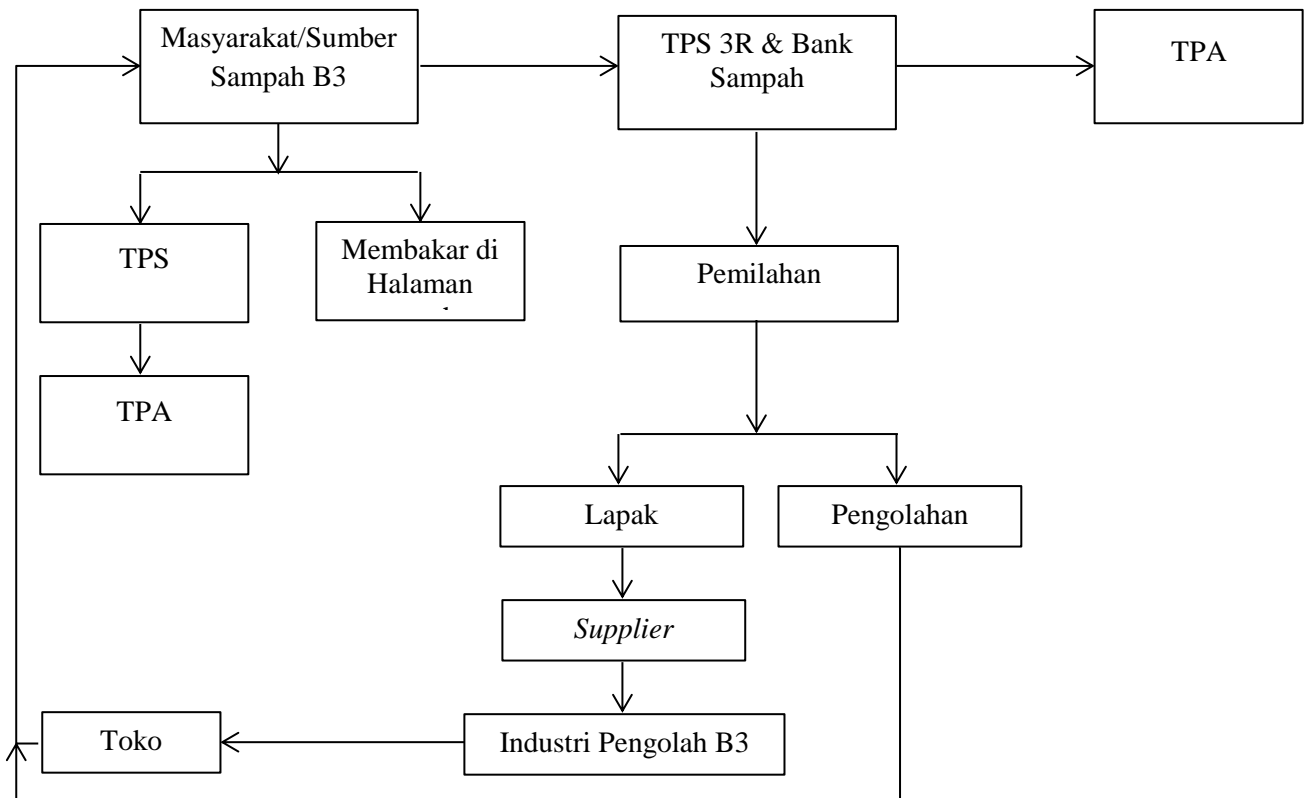 Masyarakat/Sumber
Sampah B3
TPS 3R & Bank
Sampah
TPA
TPS
Membakar di
Halaman
Pemilahan
TPA
Lapak
Pengolahan
Supplier
Toko
Industri Pengolah B3